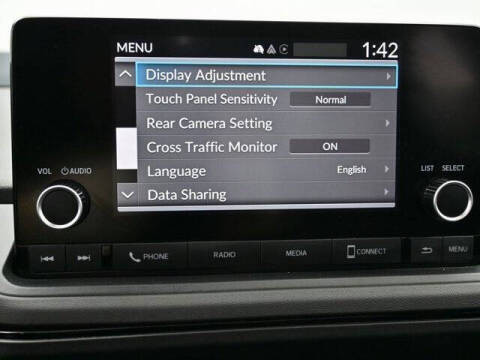 MENU 1:42
Display Adjustment
Touch Panel Sensitivity Normal
Rear Camera Setting
Cross Traffic Monitor ON
Language English
Data Sharing
VOL AUDIO
LIST SELECT
PHONE RADIO MEDIA CONNECT MENU